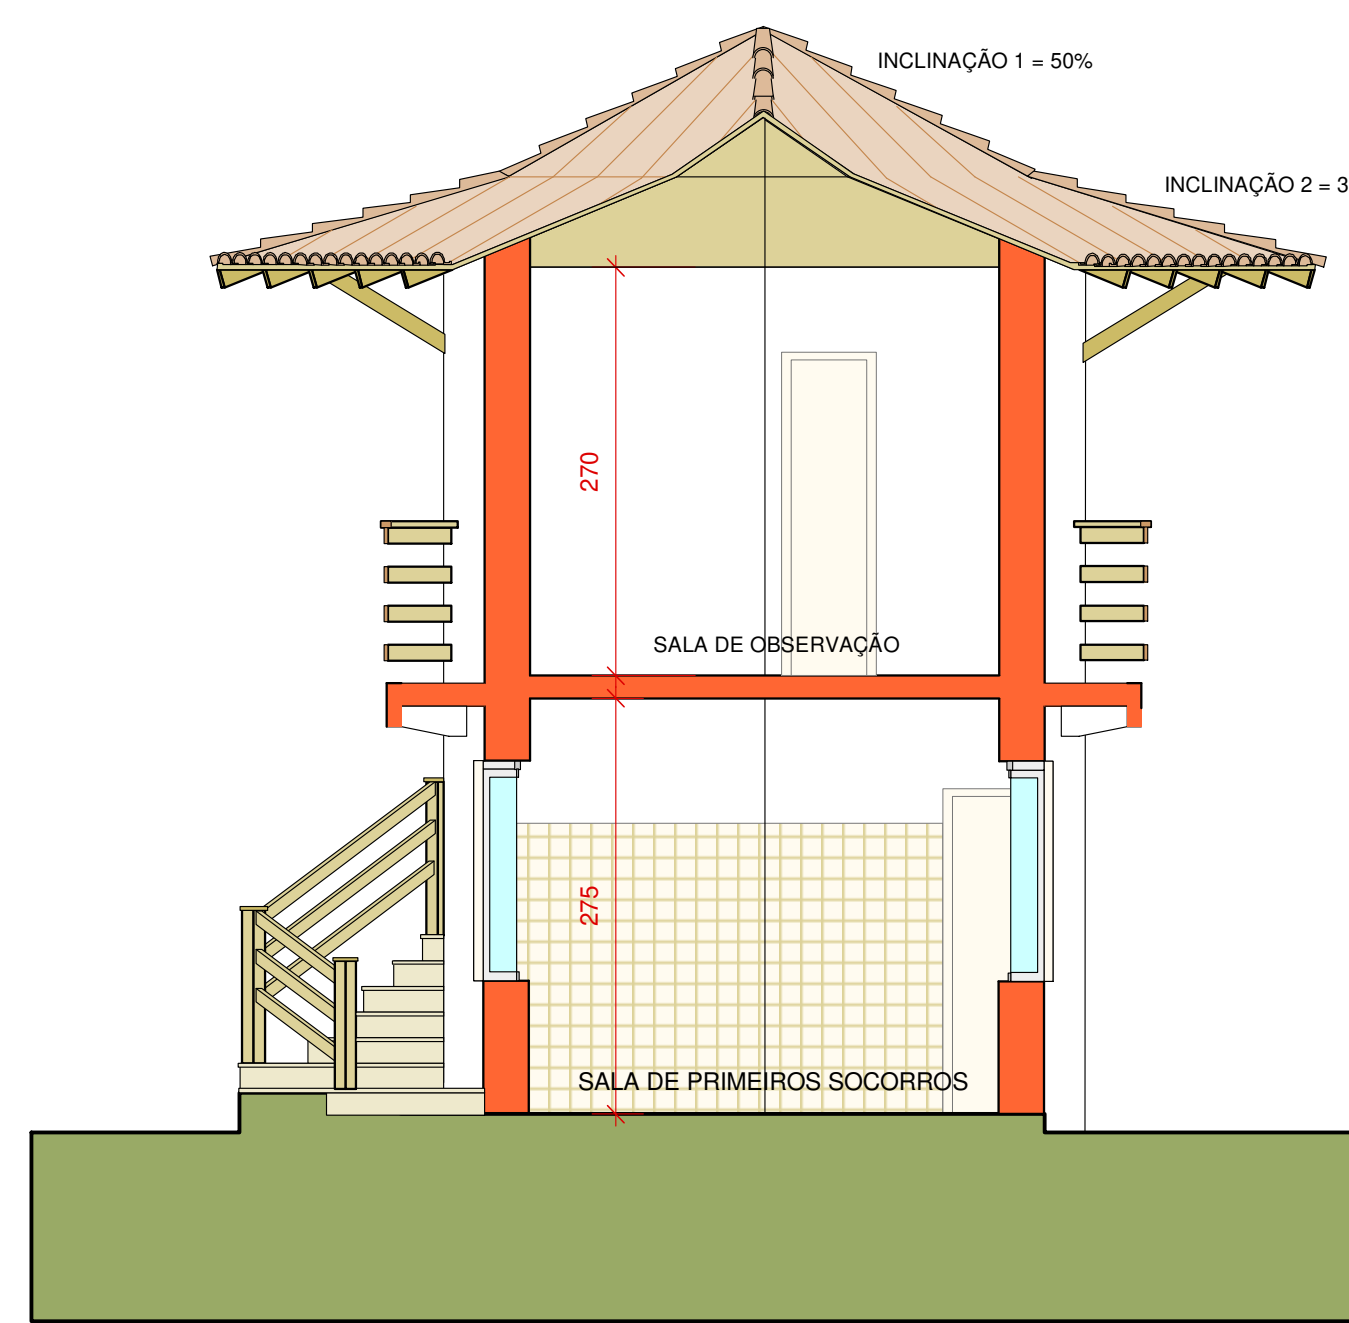 INCLINAÇÃO 1 = 50%
INCLINAÇÃO 2 = 3
270
SALA DE OBSERVAÇÃO
275
SALA DE PRIMEIROS SOCORROS